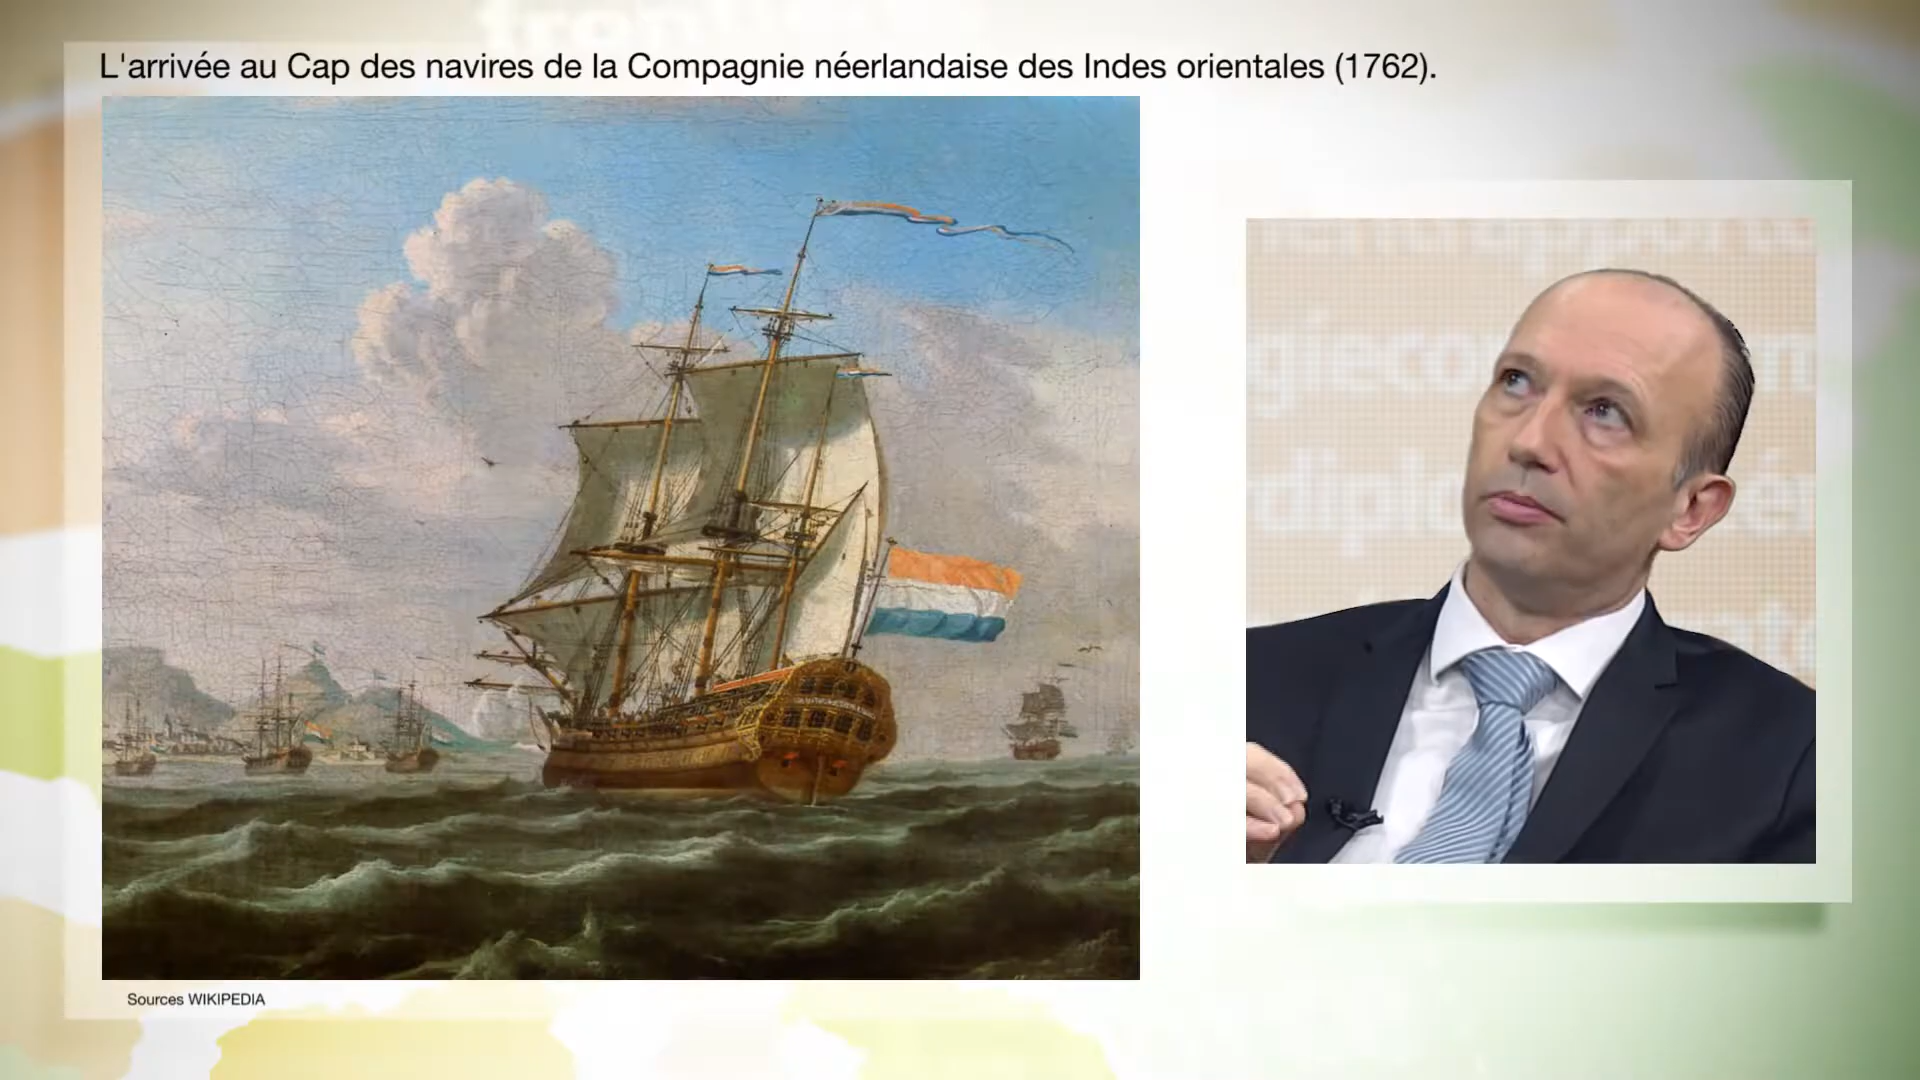 L'arrivée au Cap des navires de la Compagnie néerlandaise des Indes orientales (1762).
Sources WIKIPEDIA